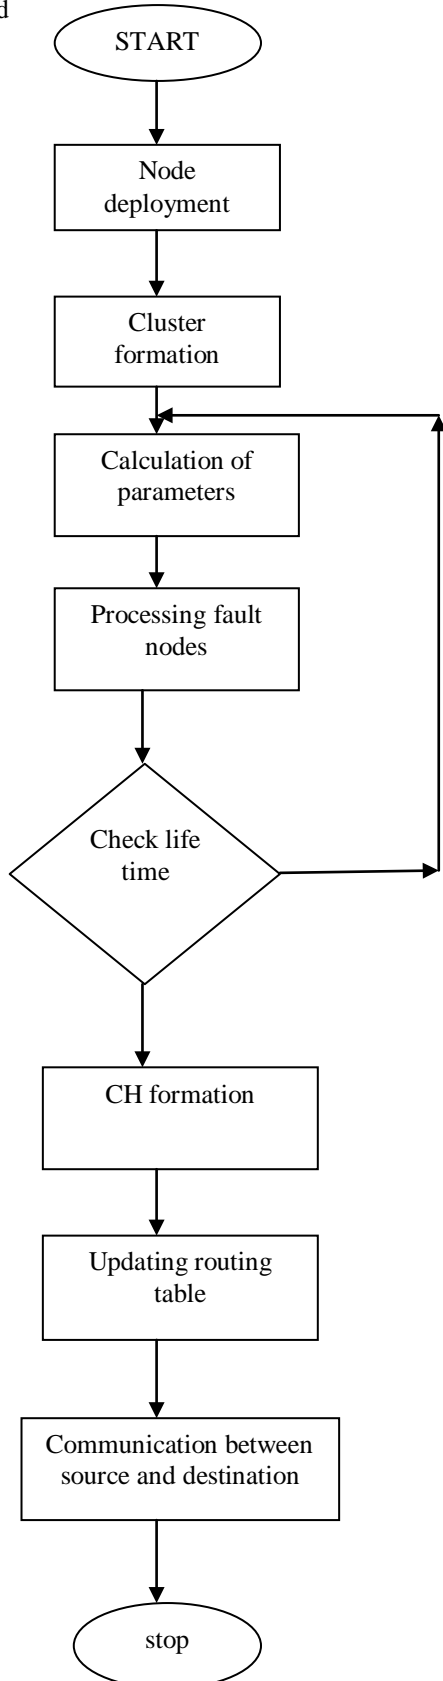 START
Node
deployment
Cluster
formation
Calculation of
parameters
Processing fault
nodes
Check life
time
CH formation
Updating routing
table
Communication between
source and destination
stop